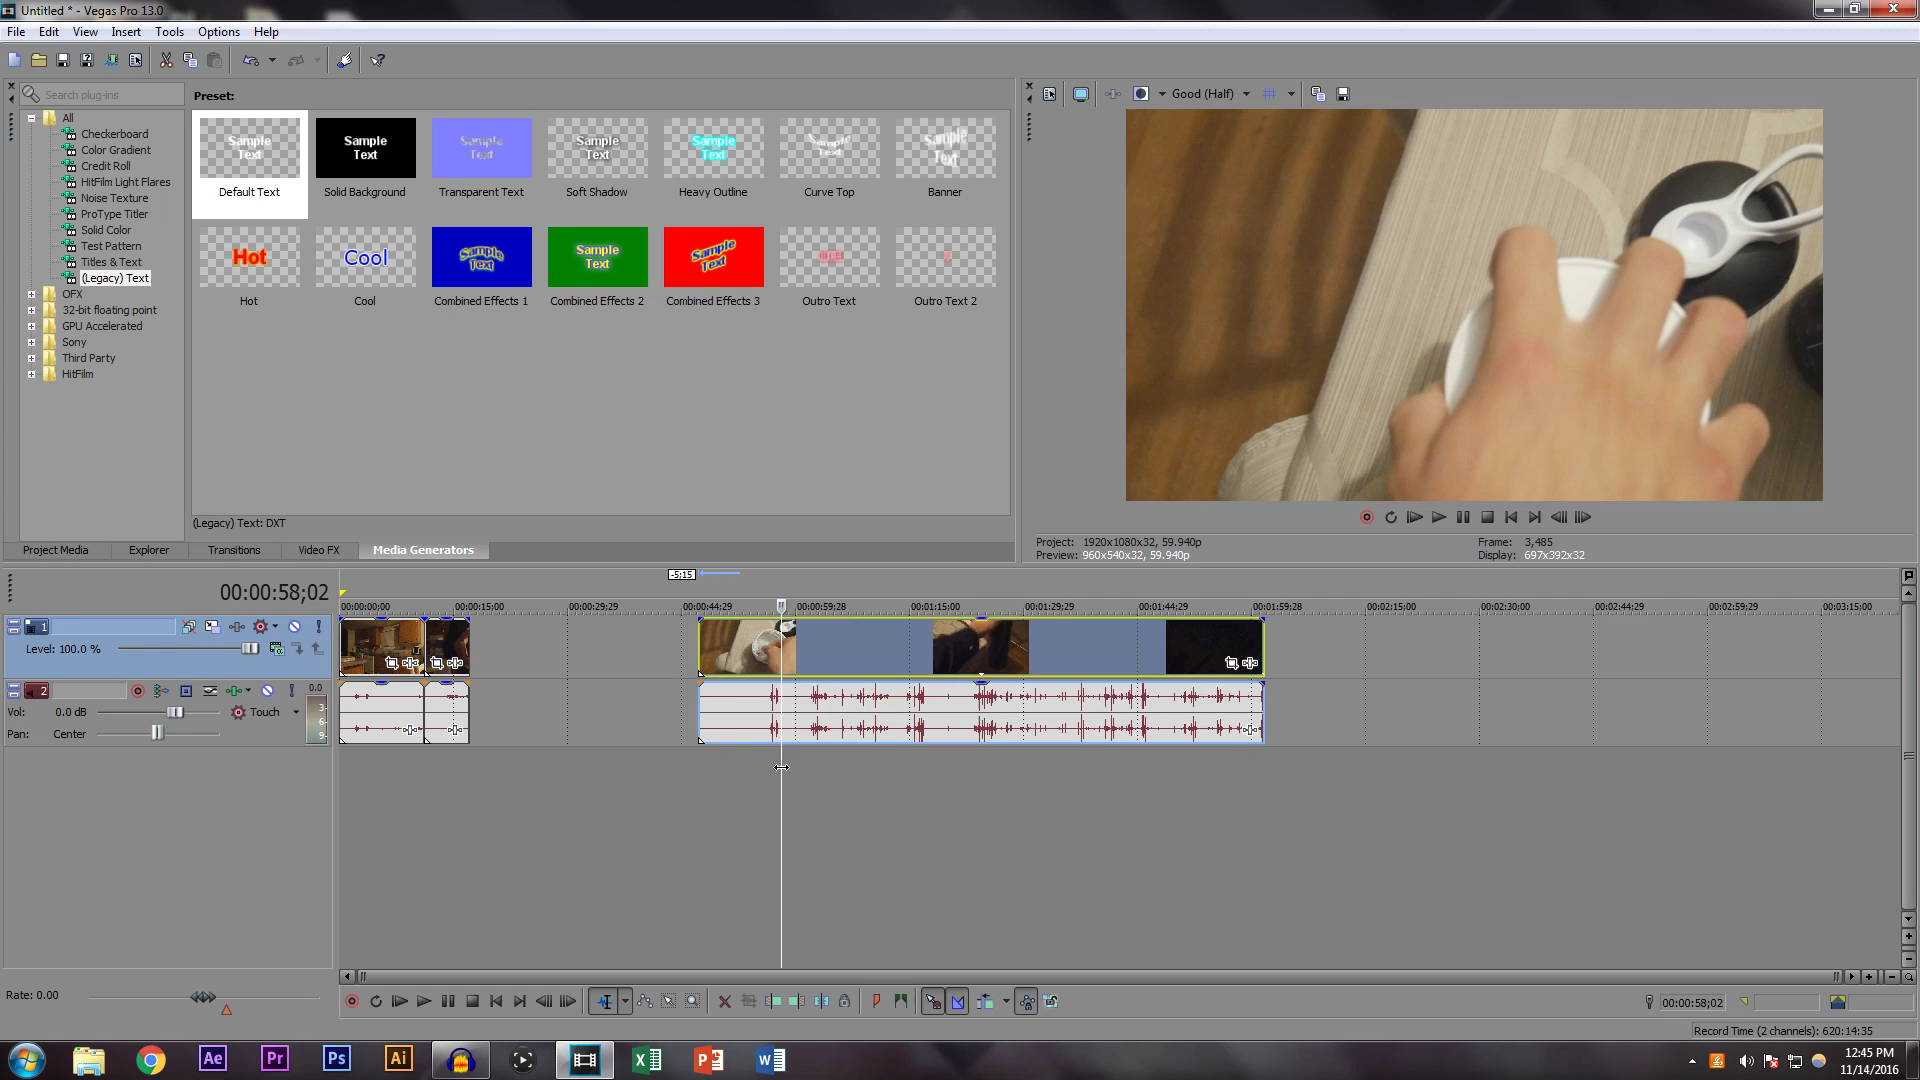 Untitled * - Vegas Pro 13.0
File Edit View Insert Tools Options Help
Search plug-ins
Preset:
Good (Half)
All
Checkerboard
Color Gradient
Credit Roll
HitFilm Light Flares
Noise Texture
ProType Titler
Solid Color
Test Pattern
Titles & Text
(Legacy) Text
OFX
32-bit floating point
GPU Accelerated
Sony
Third Party
HitFilm
Sample Text
Sample Text
Sample Text
Sample Text
Sample Text
Sample Text
Sample Text
Default Text Solid Background Transparent Text Soft Shadow Heavy Outline Curve Top Banner
Hot Cool Sample Text Sample Text Sample Text
Hot Cool Combined Effects 1 Combined Effects 2 Combined Effects 3 Outro Text Outro Text 2
(Legacy) Text: DXT
Project Media Explorer Transitions Video FX Media Generators
Project: 1920x1080x32, 59.940p
Preview: 960x540x32, 59.940p
Frame: 3,485
Display: 697x392x32
00:00:58;02
-5;15
00:00:00;00 00:00:15;00 00:00:29;29 00:00:44;29 00:00:59;28 00:01:15;00 00:01:29;29 00:01:44;29 00:01:59;28 00:02:15;00 00:02:30;00 00:02:44;29 00:02:59;29 00:03:15;00
1
Level: 100.0 %
2
0.0
Vol: 0.0 dB Touch
Pan: Center
3-
6-
9-
Rate: 0.00
00:00:58;02
Record Time (2 channels): 620:14:35
Ae Pr Ps Ai
12:45 PM
11/14/2016